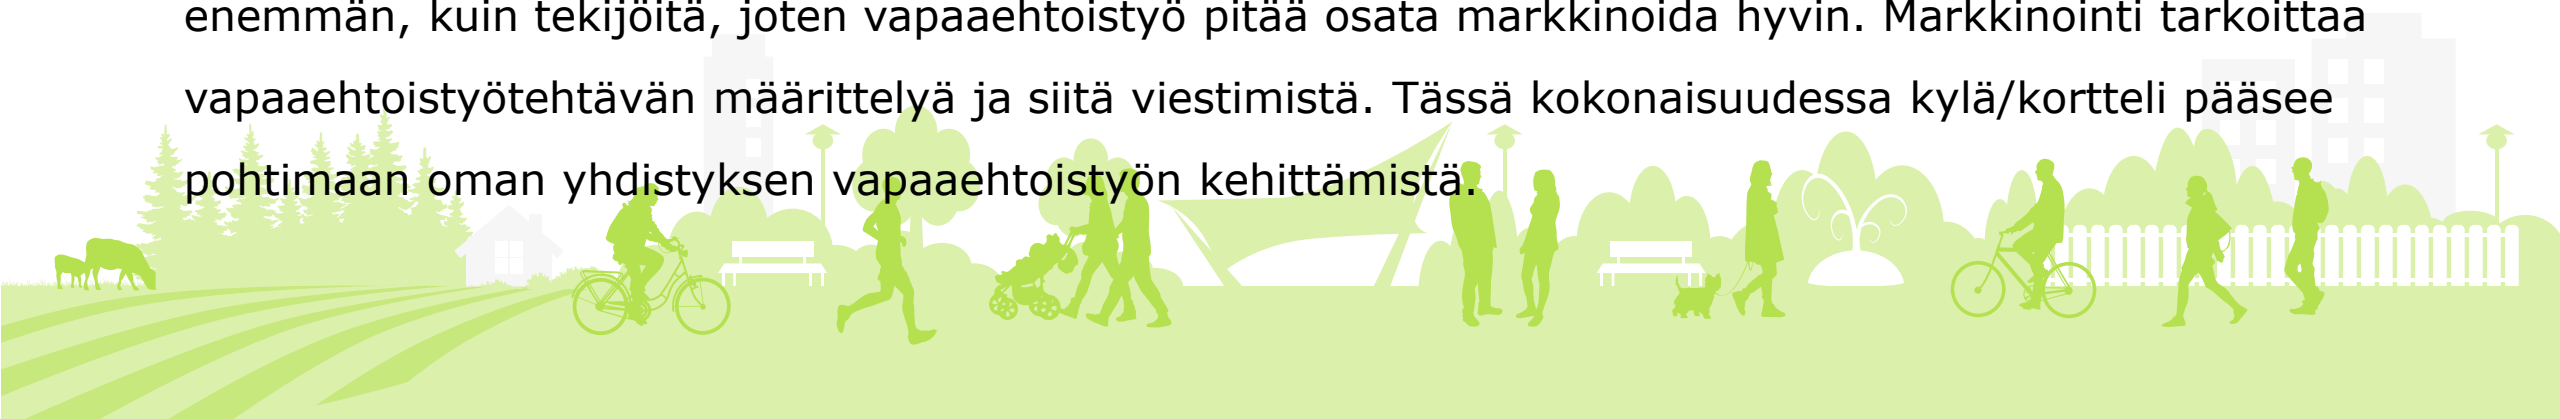 enemmän, kuin tekijöitä, joten vapaaehtoistyö pitää osata markkinoida hyvin. Markkinointi tarkoittaa
vapaaehtoistyötehtävän määrittelyä ja siitä viestimistä. Tässä kokonaisuudessa kylä/kortteli pääsee
pohtimaan oman yhdistyksen vapaaehtoistyön kehittämistä.